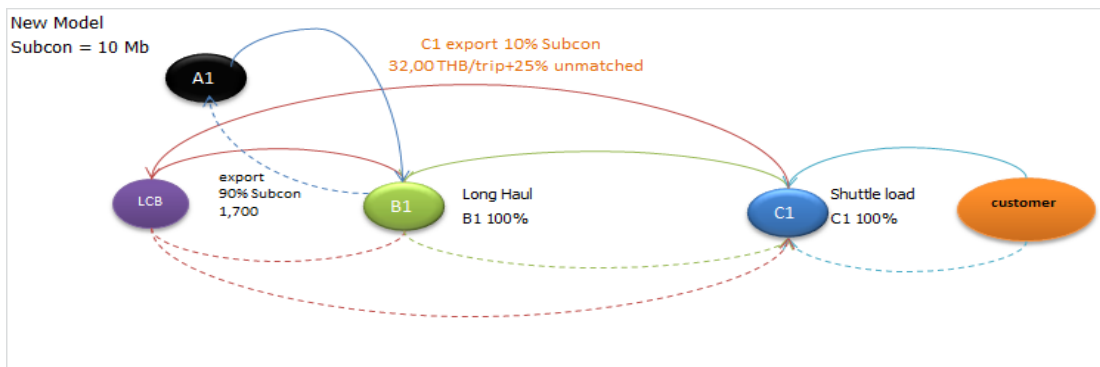 New Model
Subcon = 10 Mb
C1 export 10% Subcon
32,00 THB/trip+25% unmatched
A1
export
90% Subcon
1,700
LCB
B1
Long Haul
B1 100%
C1
Shuttle load
C1 100%
customer